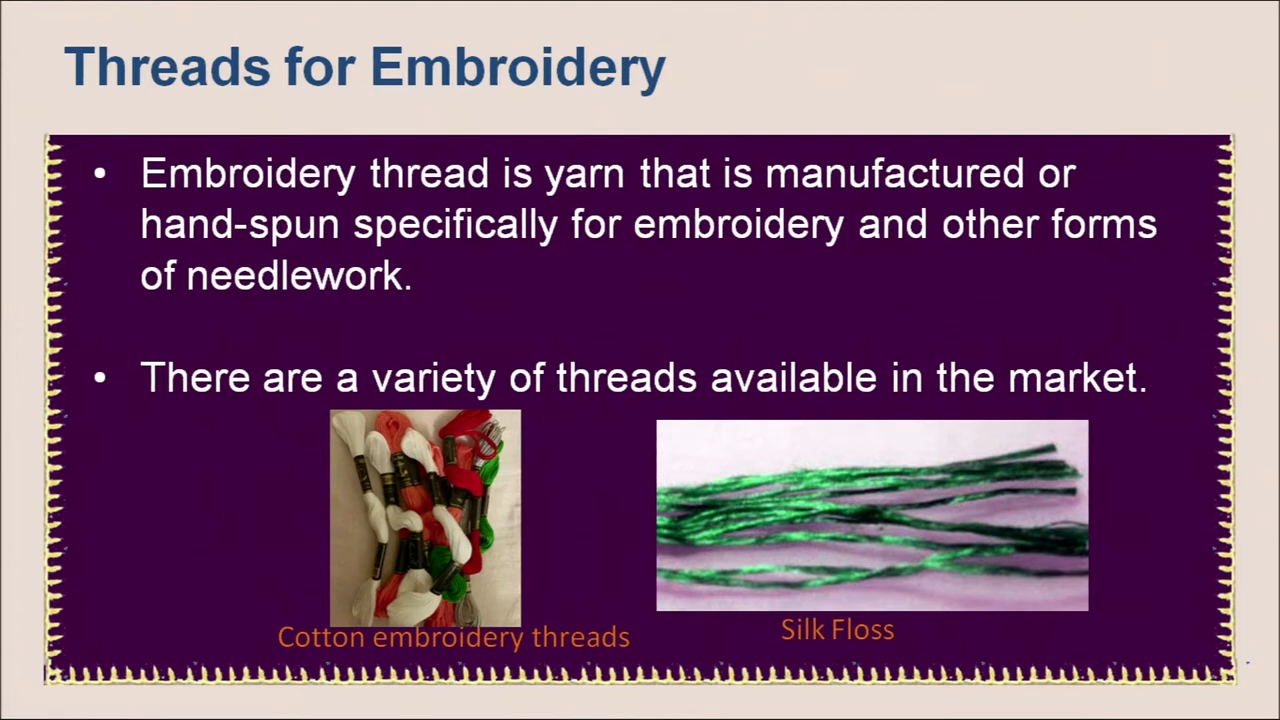 Threads for Embroidery
• Embroidery thread is yarn that is manufactured or
hand-spun specifically for embroidery and other forms
of needlework.
• There are a variety of threads available in the market.
Cotton embroidery threads
Silk Floss